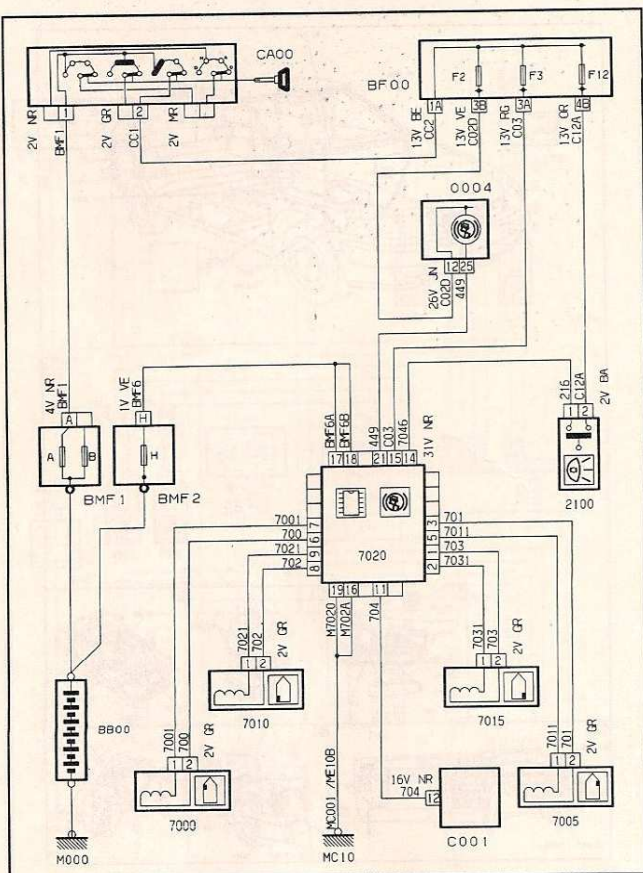 CA00
1 2
2V NR
BMF1
2V GR
CC1
2V MR
BF00
F2 F3 F12
1A 3B 3A 4B
13V BE
CC2
13V VE
C02D
13V RG
C03
13V OR
C12A
0004
12 25
26V JN
C02D
449
4V NR
BMF1
A
A B
BMF1
1V VE
BMF6
H
H
BMF2
BMF6A
BMF6B
449
C03
7046
31V NR
17 18 21 15 14
216
C12A
2V BA
1 2
2100
7001 7
700 6
7021 9
702 8
7020
3 701
5 7011
1 703
2 7031
19 16 11
M7020
M702A
704
7021
702
2V GR
1 2
7010
7031
703
2V GR
1 2
7015
BB00
M000
7001
700
2V GR
1 2
7000
MC001 /ME10B
MC10
16V NR
704 12
C001
7011
701
2V GR
1 2
7005